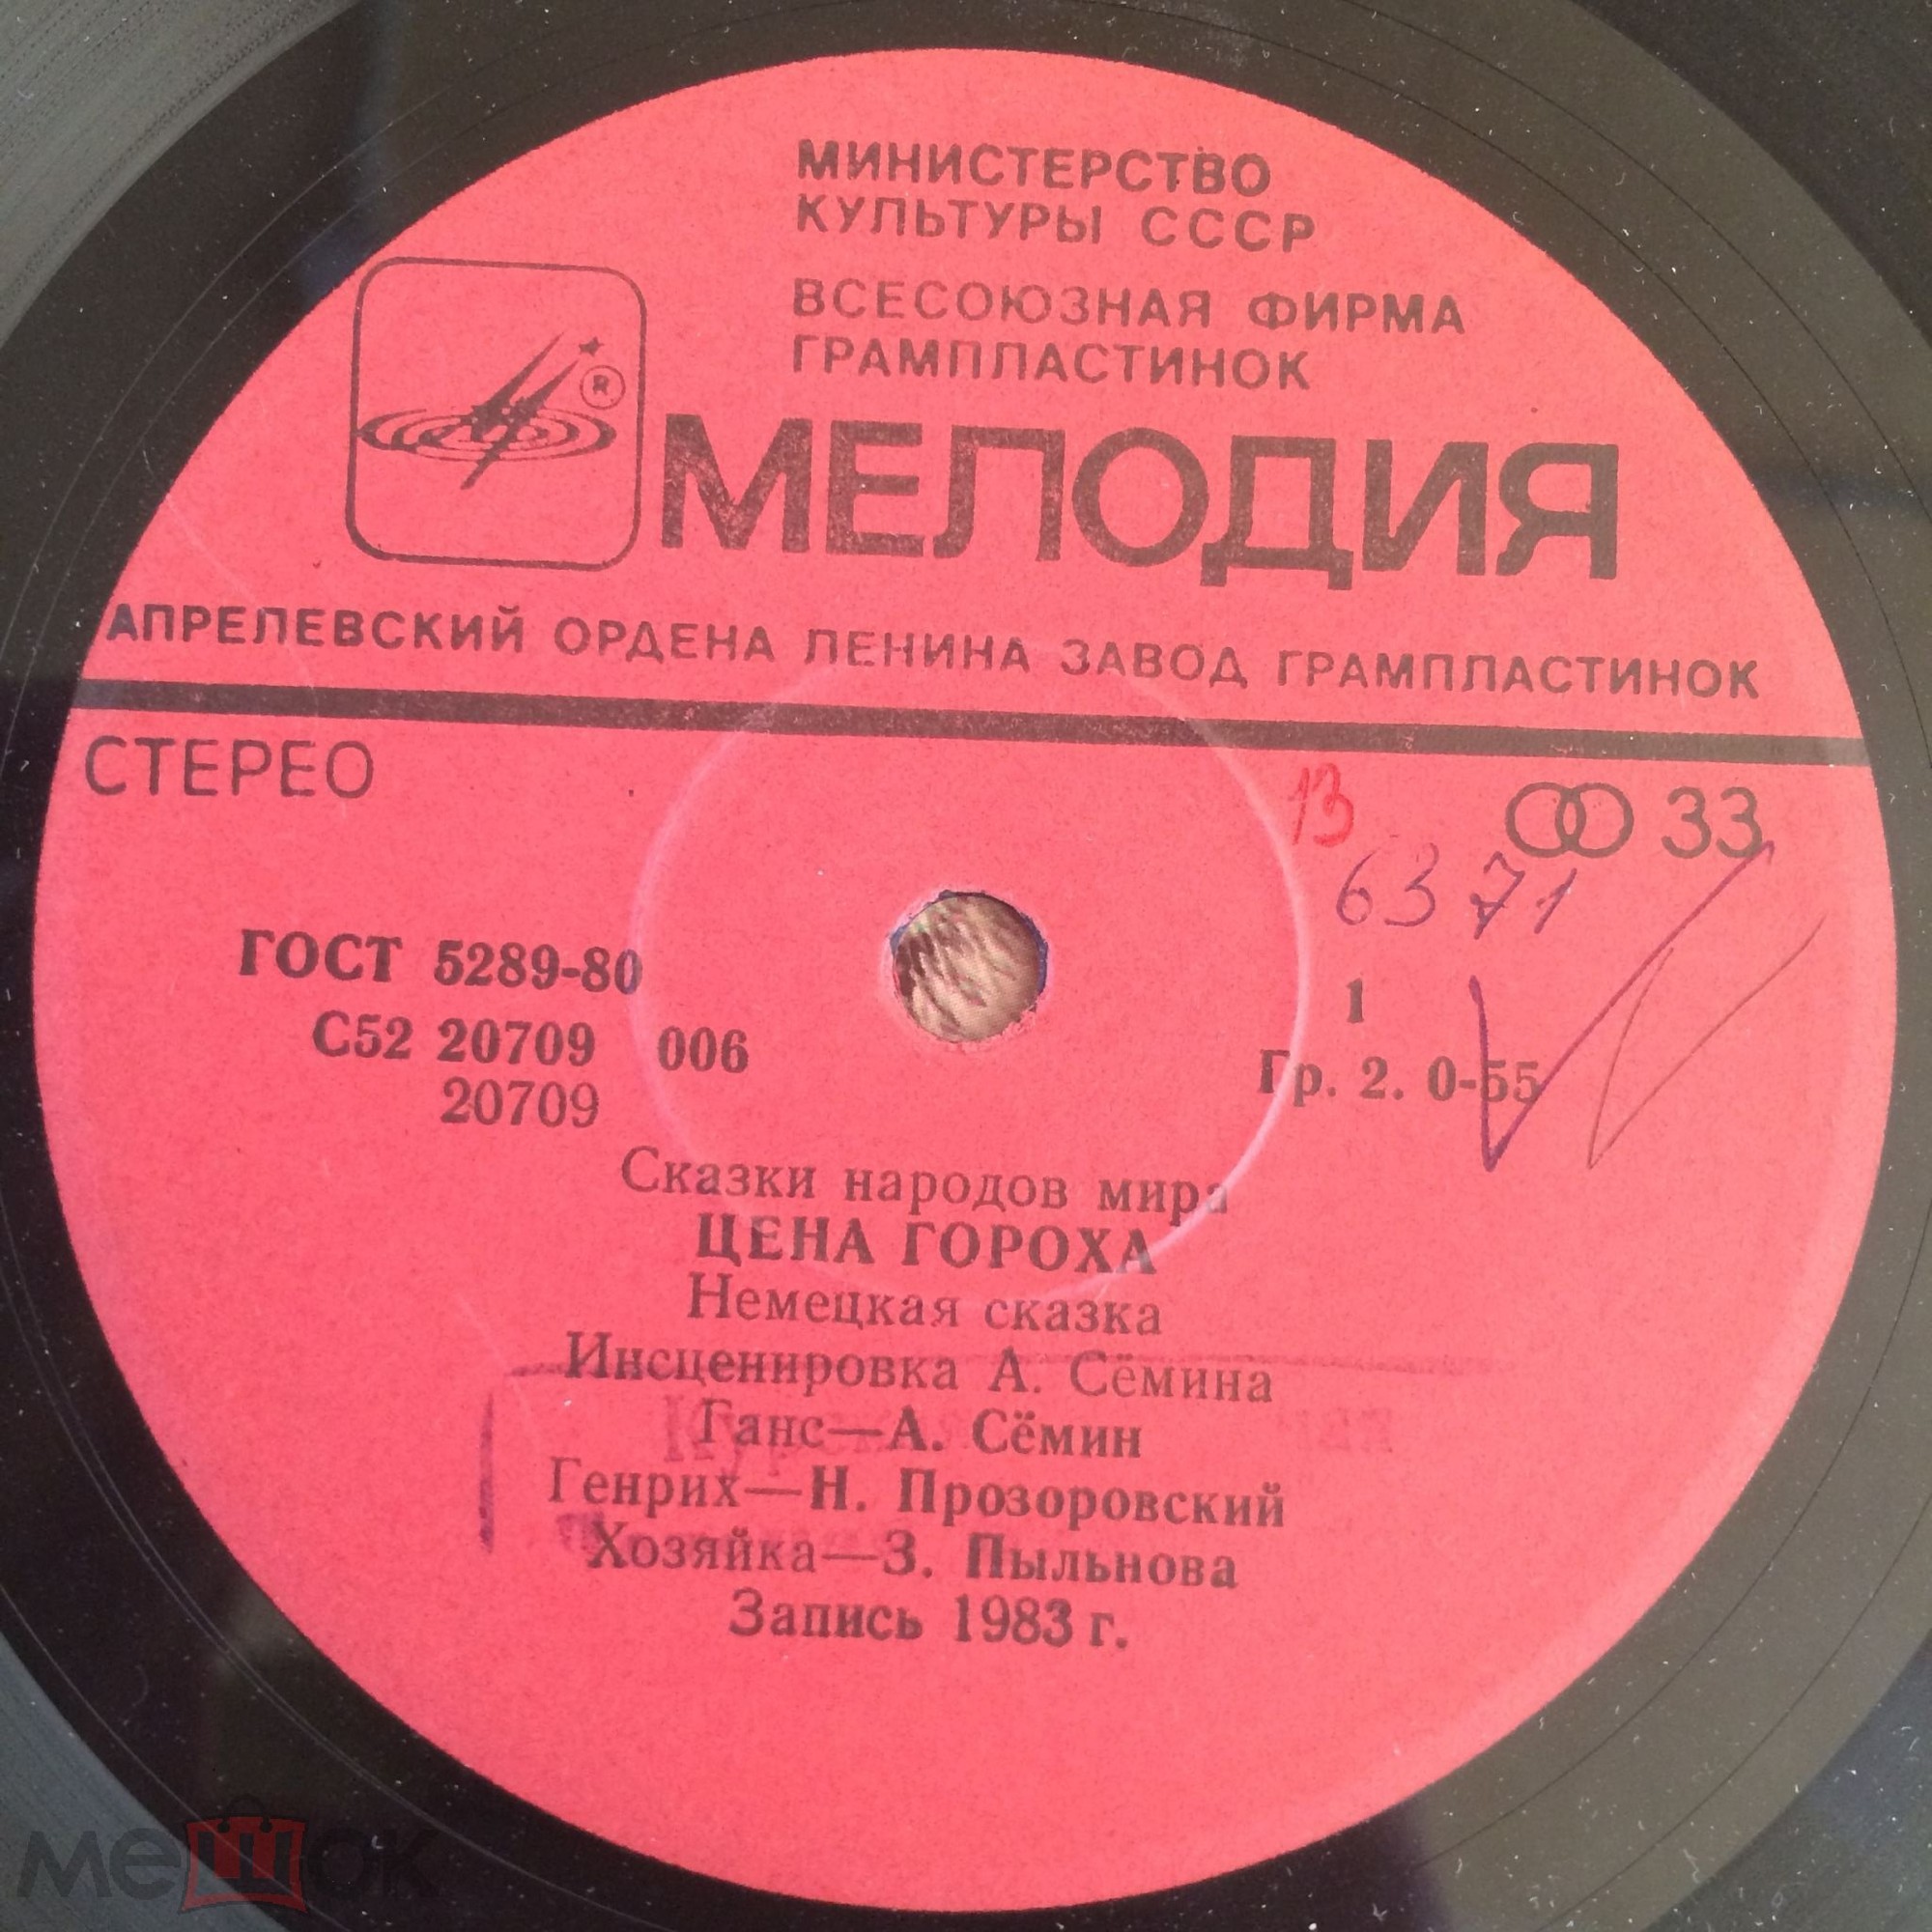 МИНИСТЕРСТВО
КУЛЬТУРЫ СССР
ВСЕСОЮЗНАЯ ФИРМА
ГРАМПЛАСТИНОК
®
МЕЛОДИЯ
АПРЕЛЕВСКИЙ ОРДЕНА ЛЕНИНА ЗАВОД ГРАМПЛАСТИНОК
СТЕРЕО
33
13
6371
ГОСТ 5289-80
1
С52 20709 006
Гр. 2. 0-55
20709
Сказки народов мира
ЦЕНА ГОРОХА
Немецкая сказка
Инсценировка А. Сёмина
Ганс—А. Сёмин
Генрих—Н. Прозоровский
Хозяйка—З. Пыльнова
Запись 1983 г.
мешок